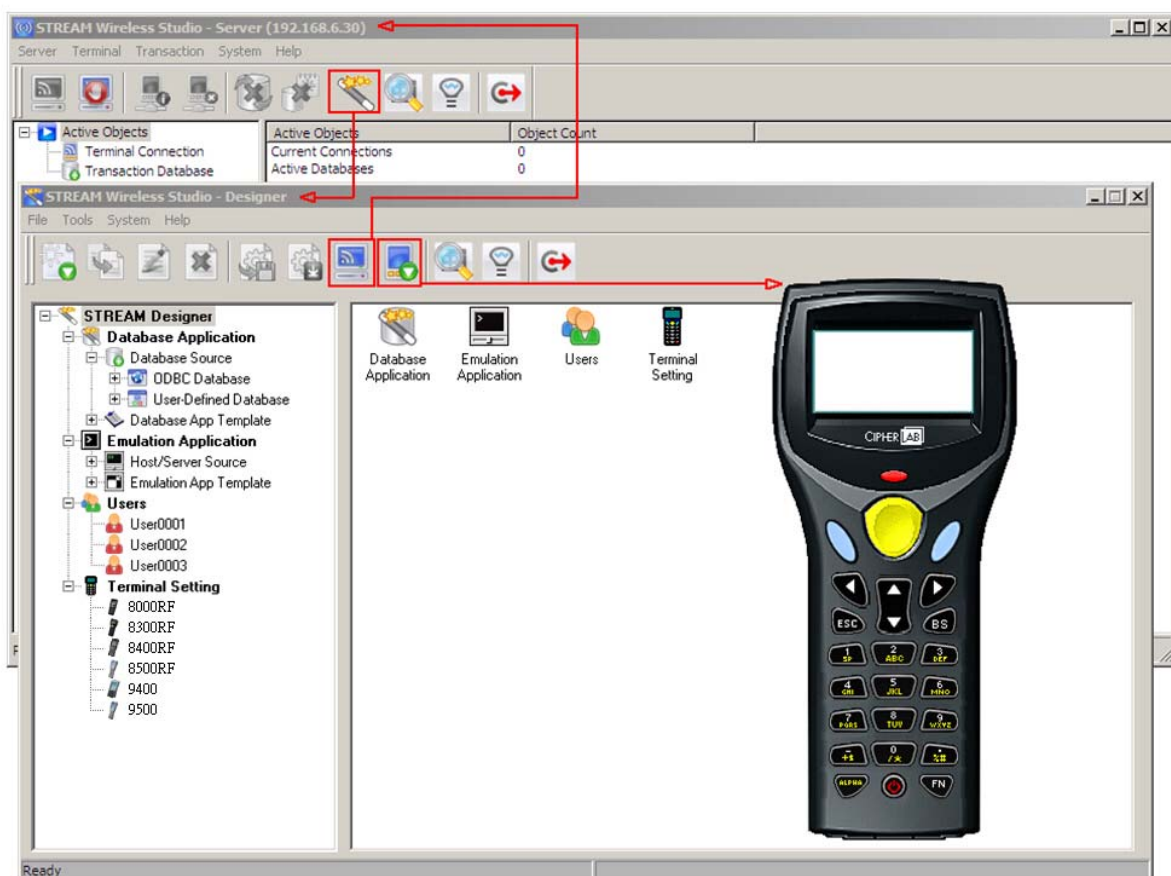 STREAM Wireless Studio - Server (192.168.6.30)
Server Terminal Transaction System Help
Active Objects
Terminal Connection
Transaction Database
Active Objects Object Count
Current Connections 0
Active Databases 0
STREAM Wireless Studio - Designer
File Tools System Help
STREAM Designer
Database Application
Database Source
ODBC Database
User-Defined Database
Database App Template
Emulation Application
Host/Server Source
Emulation App Template
Users
User0001
User0002
User0003
Terminal Setting
8000RF
8300RF
8400RF
8500RF
9400
9500
Database
Application
Emulation
Application
Users
Terminal
Setting
CIPHER LAB
ESC BS
1 2 3
SP ABC DEF
4 5 6
GHI JKL MNO
7 8 9
PQRS TUV WXYZ
- 0 .
+$ /* %#
ALPHA FN
Ready